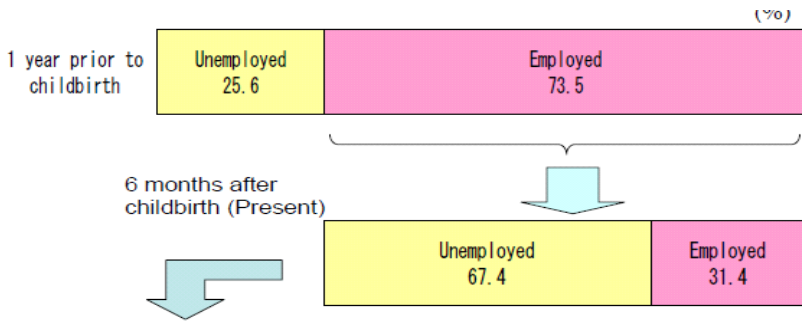 (%)
1 year prior to
childbirth
Unemployed
25.6
Employed
73.5
6 months after
childbirth (Present)
Unemployed
67.4
Employed
31.4